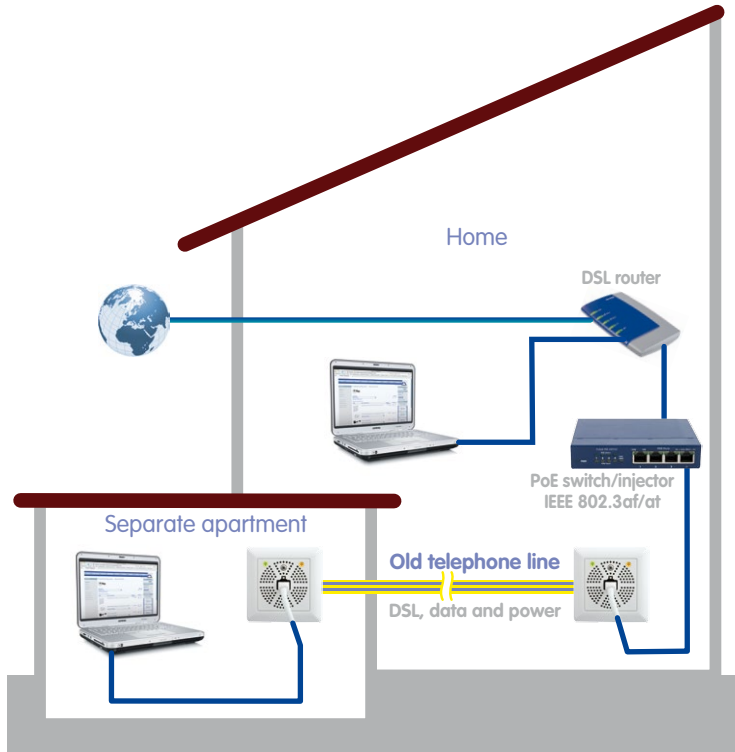 Home
DSL router
PoE switch/injector
IEEE 802.3af/at
Separate apartment
Old telephone line
DSL, data and power